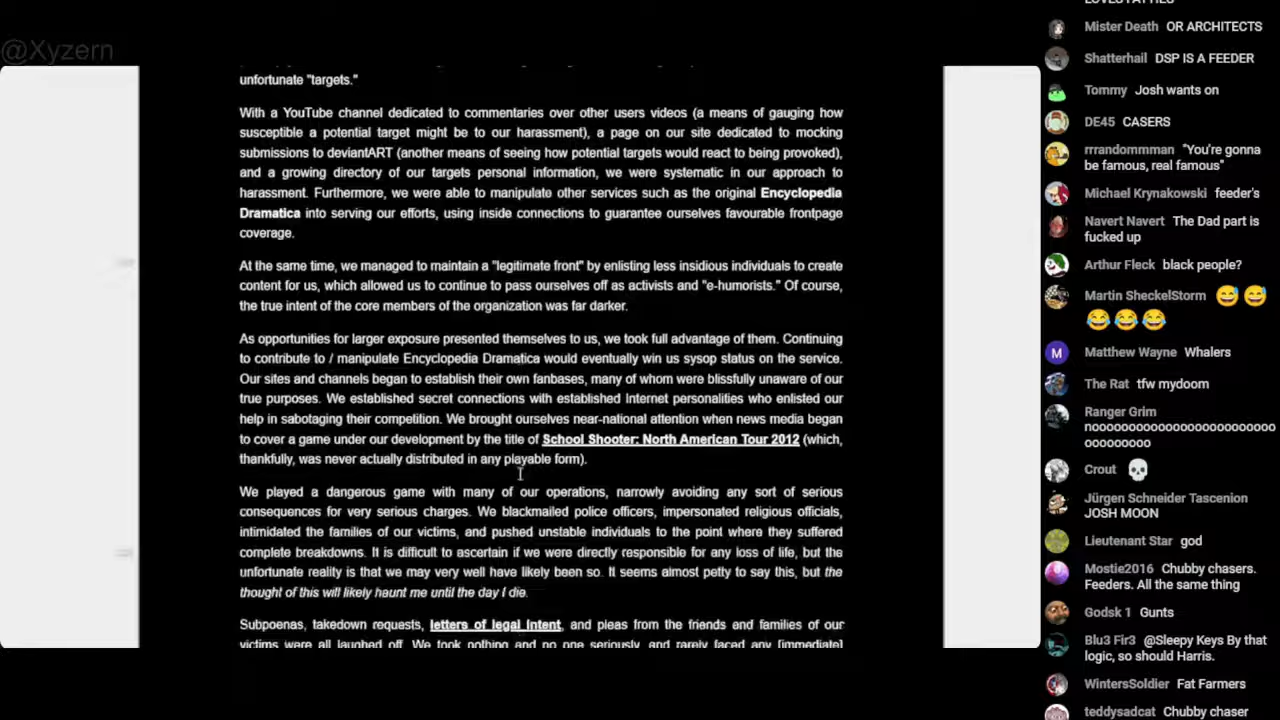 @Xyzern
unfortunate "targets."
With a YouTube channel dedicated to commentaries over other users videos (a means of gauging how
susceptible a potential target might be to our harassment), a page on our site dedicated to mocking
submissions to deviantART (another means of seeing how potential targets would react to being provoked),
and a growing directory of our targets personal information, we were systematic in our approach to
harassment. Furthermore, we were able to manipulate other services such as the original Encyclopedia
Dramatica into serving our efforts, using inside connections to guarantee ourselves favourable frontpage
coverage.
At the same time, we managed to maintain a "legitimate front" by enlisting less insidious individuals to create
content for us, which allowed us to continue to pass ourselves off as activists and "e-humorists." Of course,
the true intent of the core members of the organization was far darker.
As opportunities for larger exposure presented themselves to us, we took full advantage of them. Continuing
to contribute to / manipulate Encyclopedia Dramatica would eventually win us sysop status on the service.
Our sites and channels began to establish their own fanbases, many of whom were blissfully unaware of our
true purposes. We established secret connections with established Internet personalities who enlisted our
help in sabotaging their competition. We brought ourselves near-national attention when news media began
to cover a game under our development by the title of School Shooter: North American Tour 2012 (which,
thankfully, was never actually distributed in any playable form).
We played a dangerous game with many of our operations, narrowly avoiding any sort of serious
consequences for very serious charges. We blackmailed police officers, impersonated religious officials,
intimidated the families of our victims, and pushed unstable individuals to the point where they suffered
complete breakdowns. It is difficult to ascertain if we were directly responsible for any loss of life, but the
unfortunate reality is that we may very well have likely been so. It seems almost petty to say this, but the
thought of this will likely haunt me until the day I die.
Subpoenas, takedown requests, letters of legal intent, and pleas from the friends and families of our
victims were all laughed off. We took nothing and no one seriously, and rarely faced any [immediate]
LOVESFATTIES
Mister Death OR ARCHITECTS
Shatterhail DSP IS A FEEDER
Tommy Josh wants on
DE45 CASERS
rrrandommman "You're gonna
be famous, real famous"
Michael Krynakowski feeder's
Navert Navert The Dad part is
fucked up
Arthur Fleck black people?
Martin SheckelStorm 😅😅
😂😂😂
M
Matthew Wayne Whalers
The Rat tfw mydoom
Ranger Grim
noooooooooooooooooooooooooo
ooooooooo
Crout 💀
Jürgen Schneider Tascenion
JOSH MOON
Lieutenant Star god
Mostie2016 Chubby chasers.
Feeders. All the same thing
Godsk 1 Gunts
Blu3 Fir3 @Sleepy Keys By that
logic, so should Harris.
WintersSoldier Fat Farmers
teddysadcat Chubby chaser